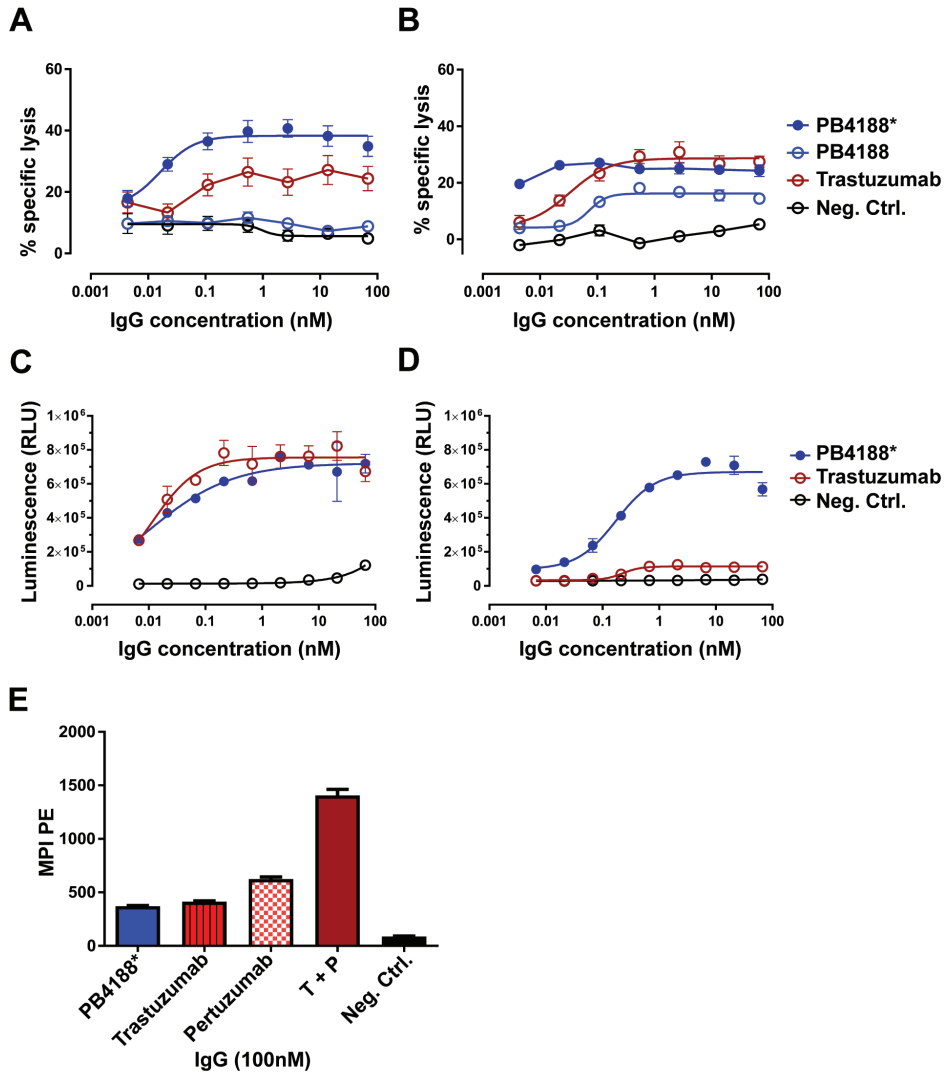 A
B
60
40
20
0
% specific lysis
0.001 0.01 0.1 1 10 100
IgG concentration (nM)
60
40
20
0
% specific lysis
0.001 0.01 0.1 1 10 100
IgG concentration (nM)
PB4188*
PB4188
Trastuzumab
Neg. Ctrl.
C
D
1×10⁶
8×10⁵
6×10⁵
4×10⁵
2×10⁵
0
Luminescence (RLU)
0.001 0.01 0.1 1 10 100
IgG concentration (nM)
1×10⁶
8×10⁵
6×10⁵
4×10⁵
2×10⁵
0
Luminescence (RLU)
0.001 0.01 0.1 1 10 100
IgG concentration (nM)
PB4188*
Trastuzumab
Neg. Ctrl.
E
2000
1500
1000
500
0
MPI PE
PB4188*
Trastuzumab
Pertuzumab
T + P
Neg. Ctrl.
IgG (100nM)